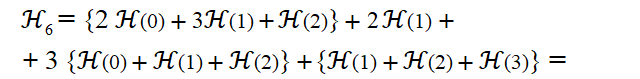 ℋ₆ = {2 ℋ(0) + 3ℋ(1) + ℋ(2)} + 2 ℋ(1) +
+ 3 {ℋ(0) + ℋ(1) + ℋ(2)} + {ℋ(1) + ℋ(2) + ℋ(3)} =